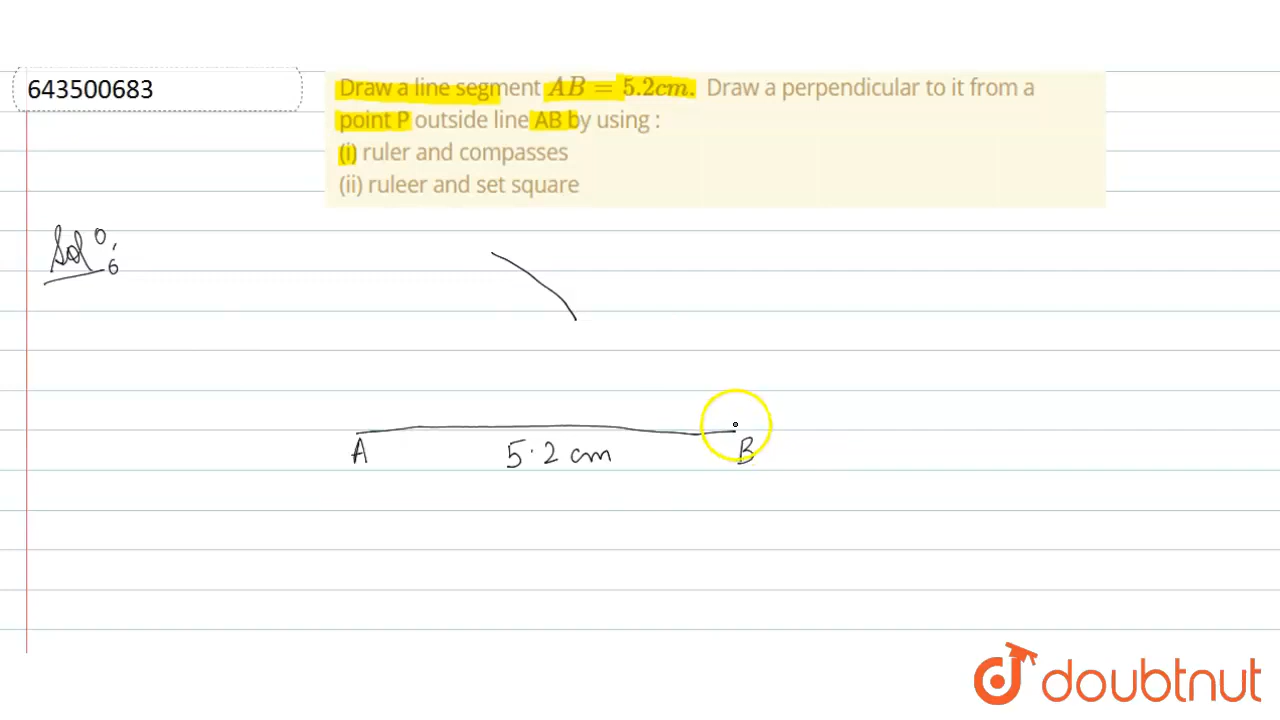 643500683
Draw a line segment AB = 5.2cm. Draw a perpendicular to it from a
point P outside line AB by using :
(i) ruler and compasses
(ii) ruleer and set square
Solⁿ:
A B
5.2 cm
doubtnut